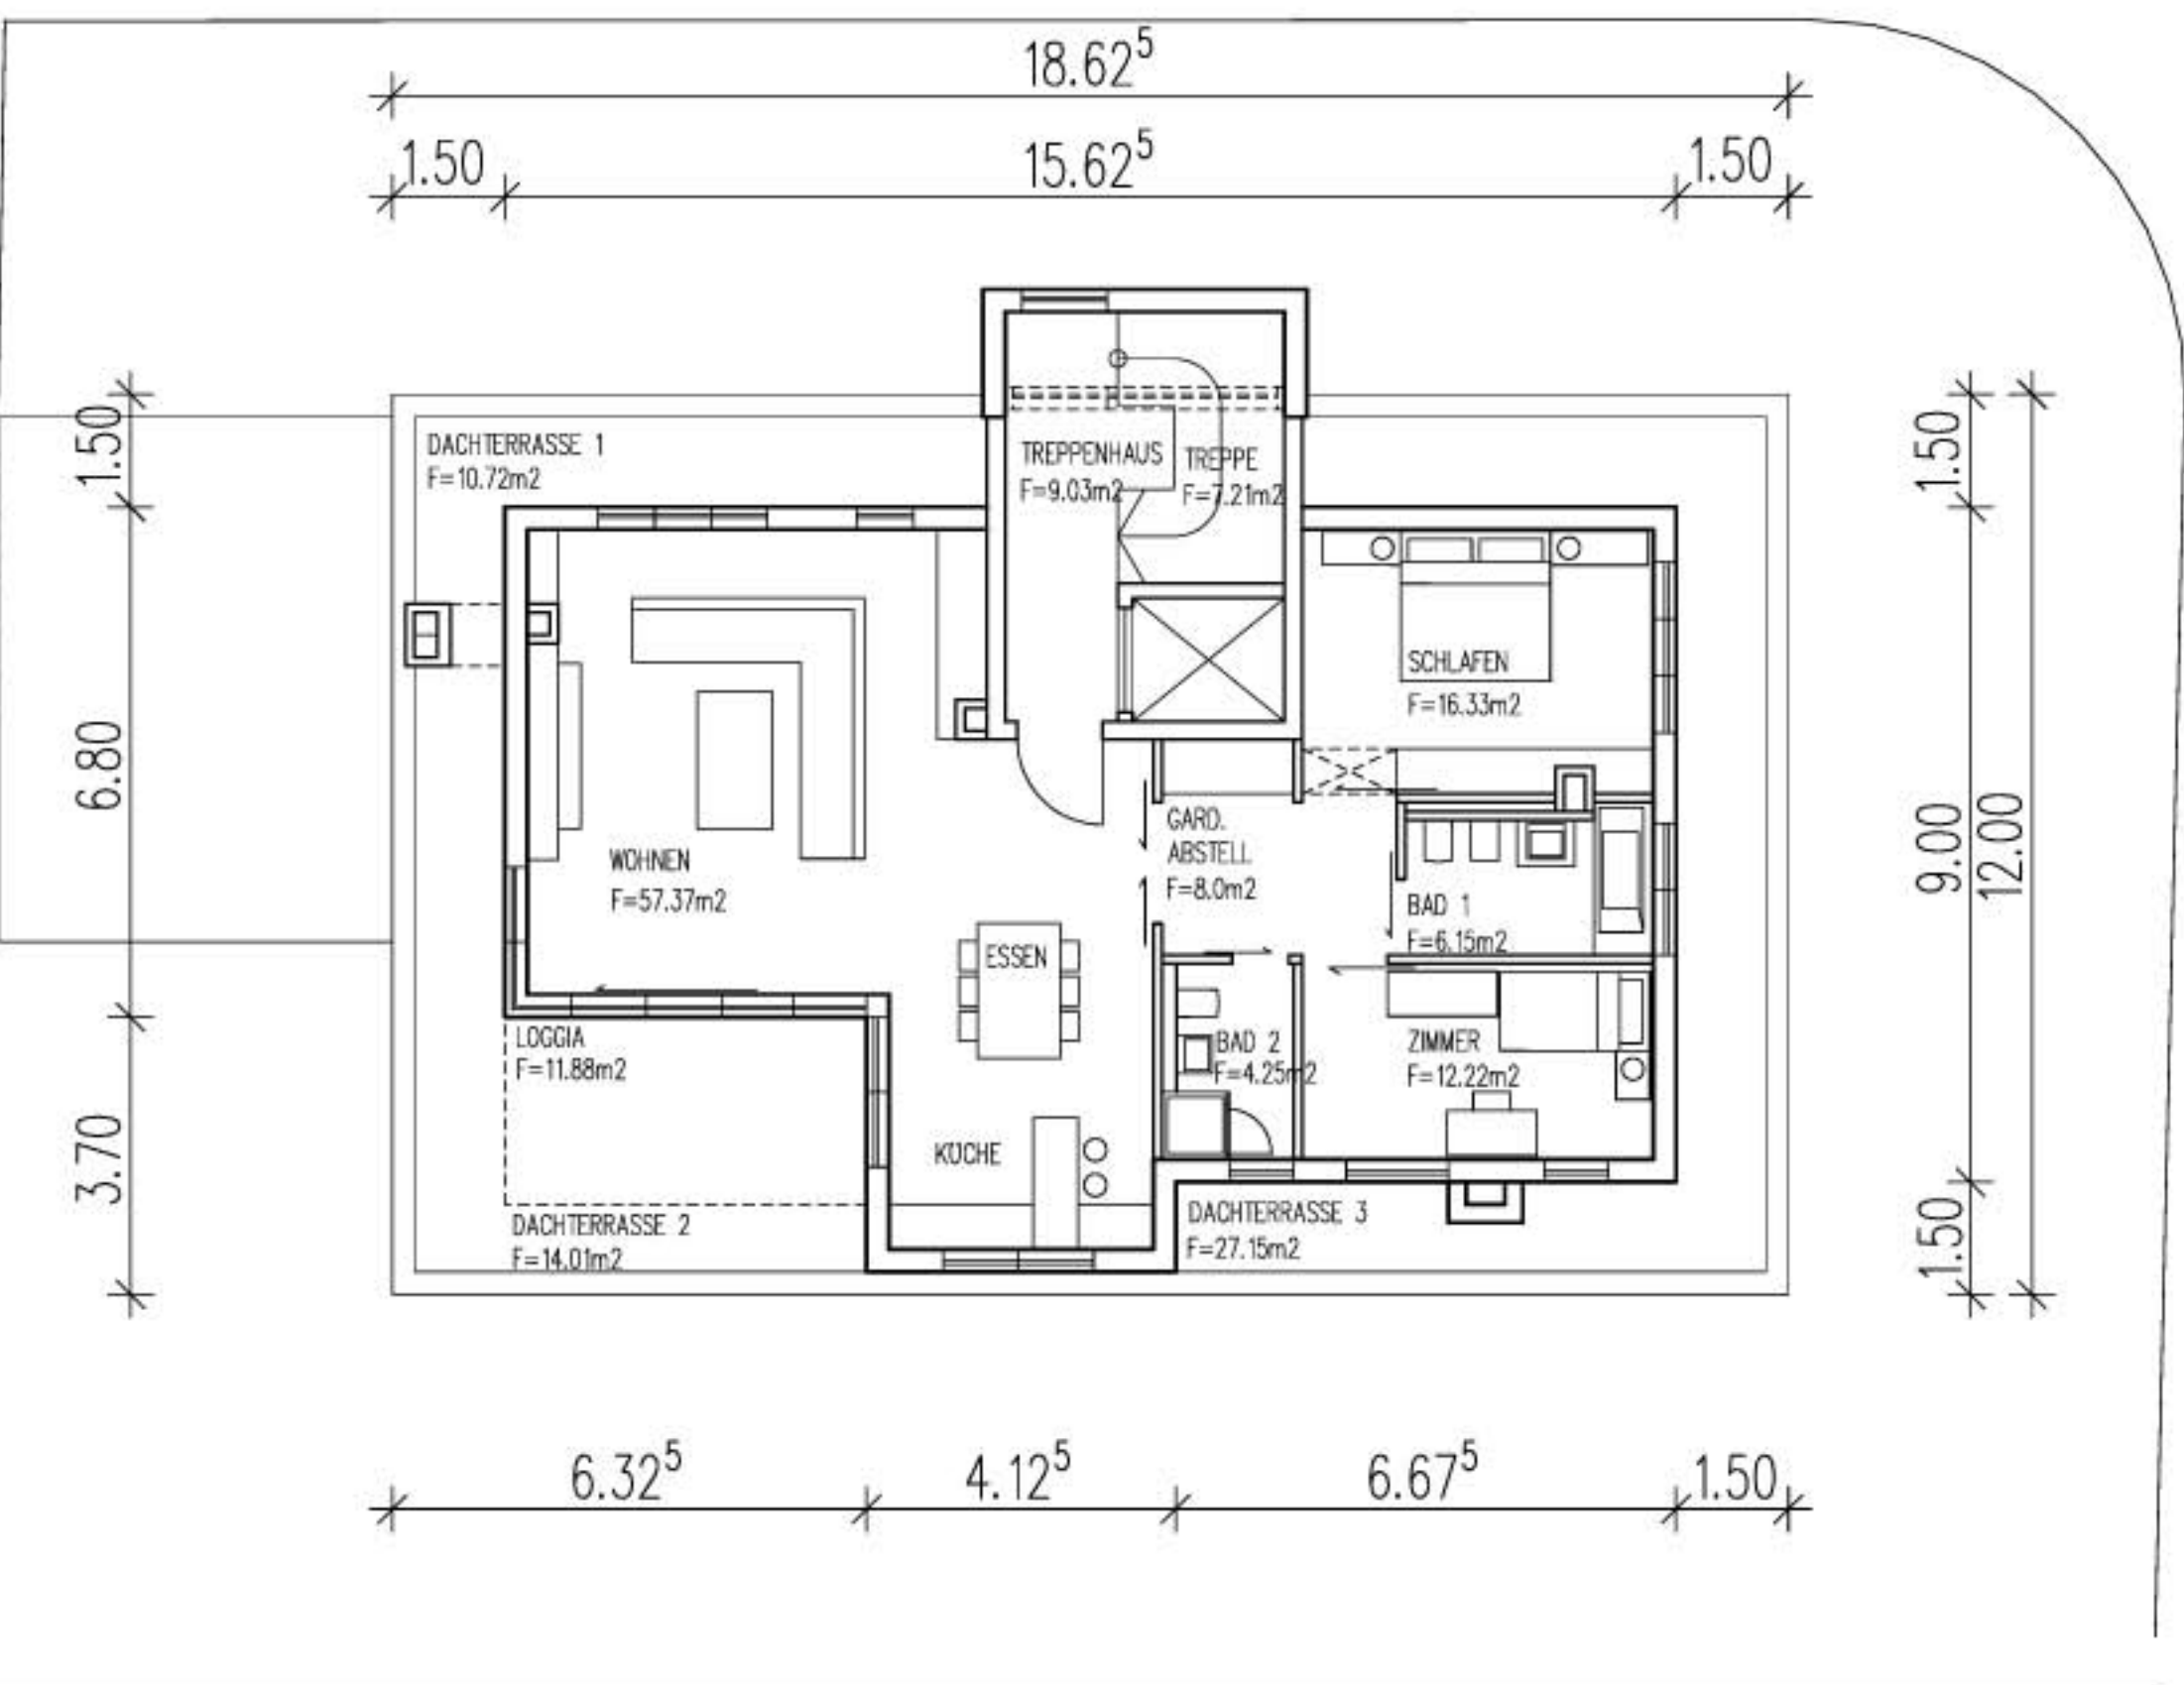 18.62⁵
1.50
15.62⁵
1.50
1.50
6.80
3.70
1.50
9.00
12.00
1.50
DACHTERRASSE 1
F=10.72m2
TREPPENHAUS
F=9.03m2
TREPPE
F=7.21m2
SCHLAFEN
F=16.33m2
WOHNEN
F=57.37m2
GARD.
ABSTELL
F=8.0m2
BAD 1
F=6.15m2
ESSEN
LOGGIA
F=11.88m2
BAD 2
F=4.25m2
ZIMMER
F=12.22m2
KÜCHE
DACHTERRASSE 2
F=14.01m2
DACHTERRASSE 3
F=27.15m2
6.32⁵
4.12⁵
6.67⁵
1.50